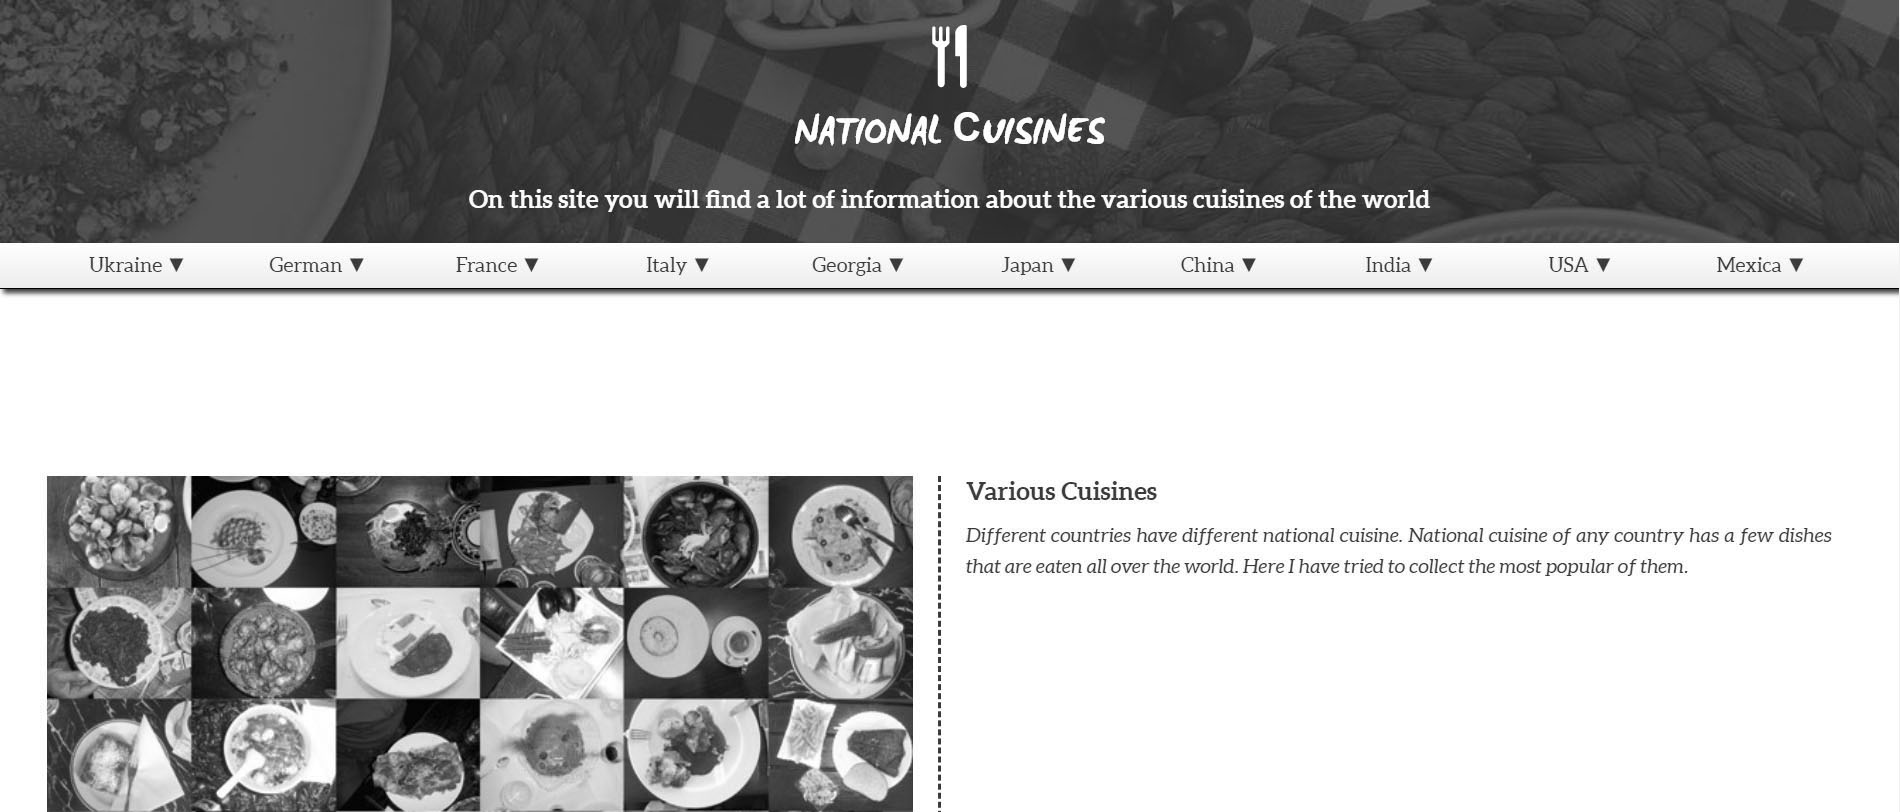 NATIONAL CUISINES
On this site you will find a lot of information about the various cuisines of the world
Ukraine ▼ German ▼ France ▼ Italy ▼ Georgia ▼ Japan ▼ China ▼ India ▼ USA ▼ Mexica ▼
Various Cuisines
Different countries have different national cuisine. National cuisine of any country has a few dishes
that are eaten all over the world. Here I have tried to collect the most popular of them.